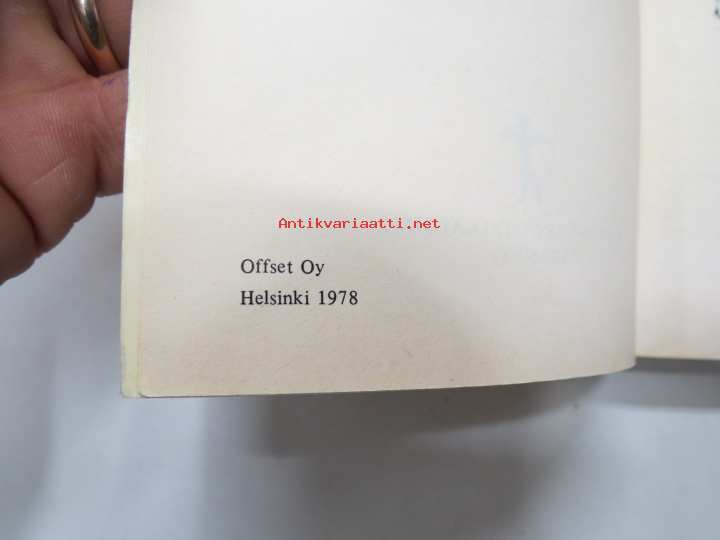 Antikvariaatti.net
Offset Oy
Helsinki 1978